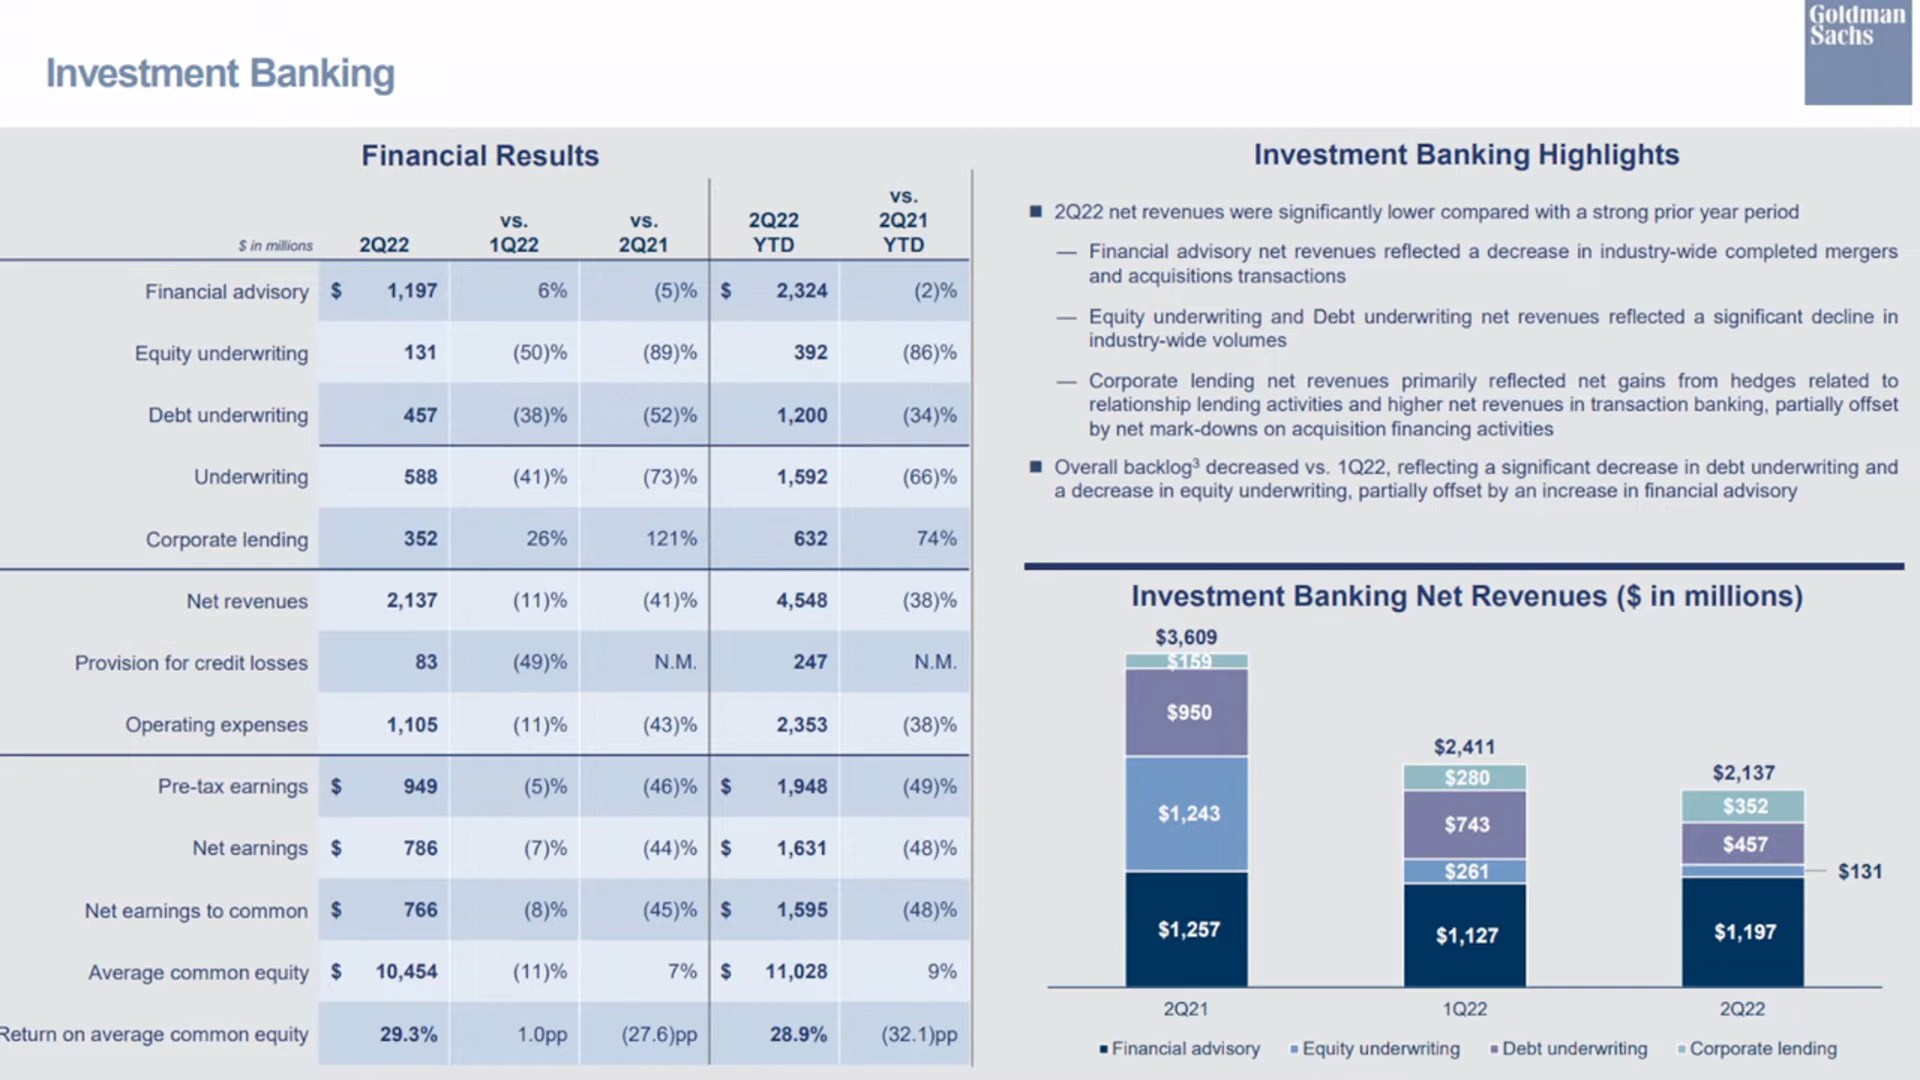 Goldman
Sachs
Investment Banking
Financial Results
$ in millions 2Q22 vs. 1Q22 vs. 2Q21 2Q22 YTD vs. 2Q21 YTD
Financial advisory $ 1,197 6% (5)% $ 2,324 (2)%
Equity underwriting 131 (50)% (89)% 392 (86)%
Debt underwriting 457 (38)% (52)% 1,200 (34)%
Underwriting 588 (41)% (73)% 1,592 (66)%
Corporate lending 352 26% 121% 632 74%
Net revenues 2,137 (11)% (41)% 4,548 (38)%
Provision for credit losses 83 (49)% N.M. 247 N.M.
Operating expenses 1,105 (11)% (43)% 2,353 (38)%
Pre-tax earnings $ 949 (5)% (46)% $ 1,948 (49)%
Net earnings $ 786 (7)% (44)% $ 1,631 (48)%
Net earnings to common $ 766 (8)% (45)% $ 1,595 (48)%
Average common equity $ 10,454 (11)% 7% $ 11,028 9%
Return on average common equity 29.3% 1.0pp (27.6)pp 28.9% (32.1)pp
Investment Banking Highlights
■ 2Q22 net revenues were significantly lower compared with a strong prior year period
— Financial advisory net revenues reflected a decrease in industry-wide completed mergers
and acquisitions transactions
— Equity underwriting and Debt underwriting net revenues reflected a significant decline in
industry-wide volumes
— Corporate lending net revenues primarily reflected net gains from hedges related to
relationship lending activities and higher net revenues in transaction banking, partially offset
by net mark-downs on acquisition financing activities
■ Overall backlog³ decreased vs. 1Q22, reflecting a significant decrease in debt underwriting and
a decrease in equity underwriting, partially offset by an increase in financial advisory
Investment Banking Net Revenues ($ in millions)
$3,609
$159
$950
$1,243
$1,257
2Q21
$2,411
$280
$743
$261
$1,127
1Q22
$2,137
$352
$457
$131
$1,197
2Q22
Financial advisory Equity underwriting Debt underwriting Corporate lending